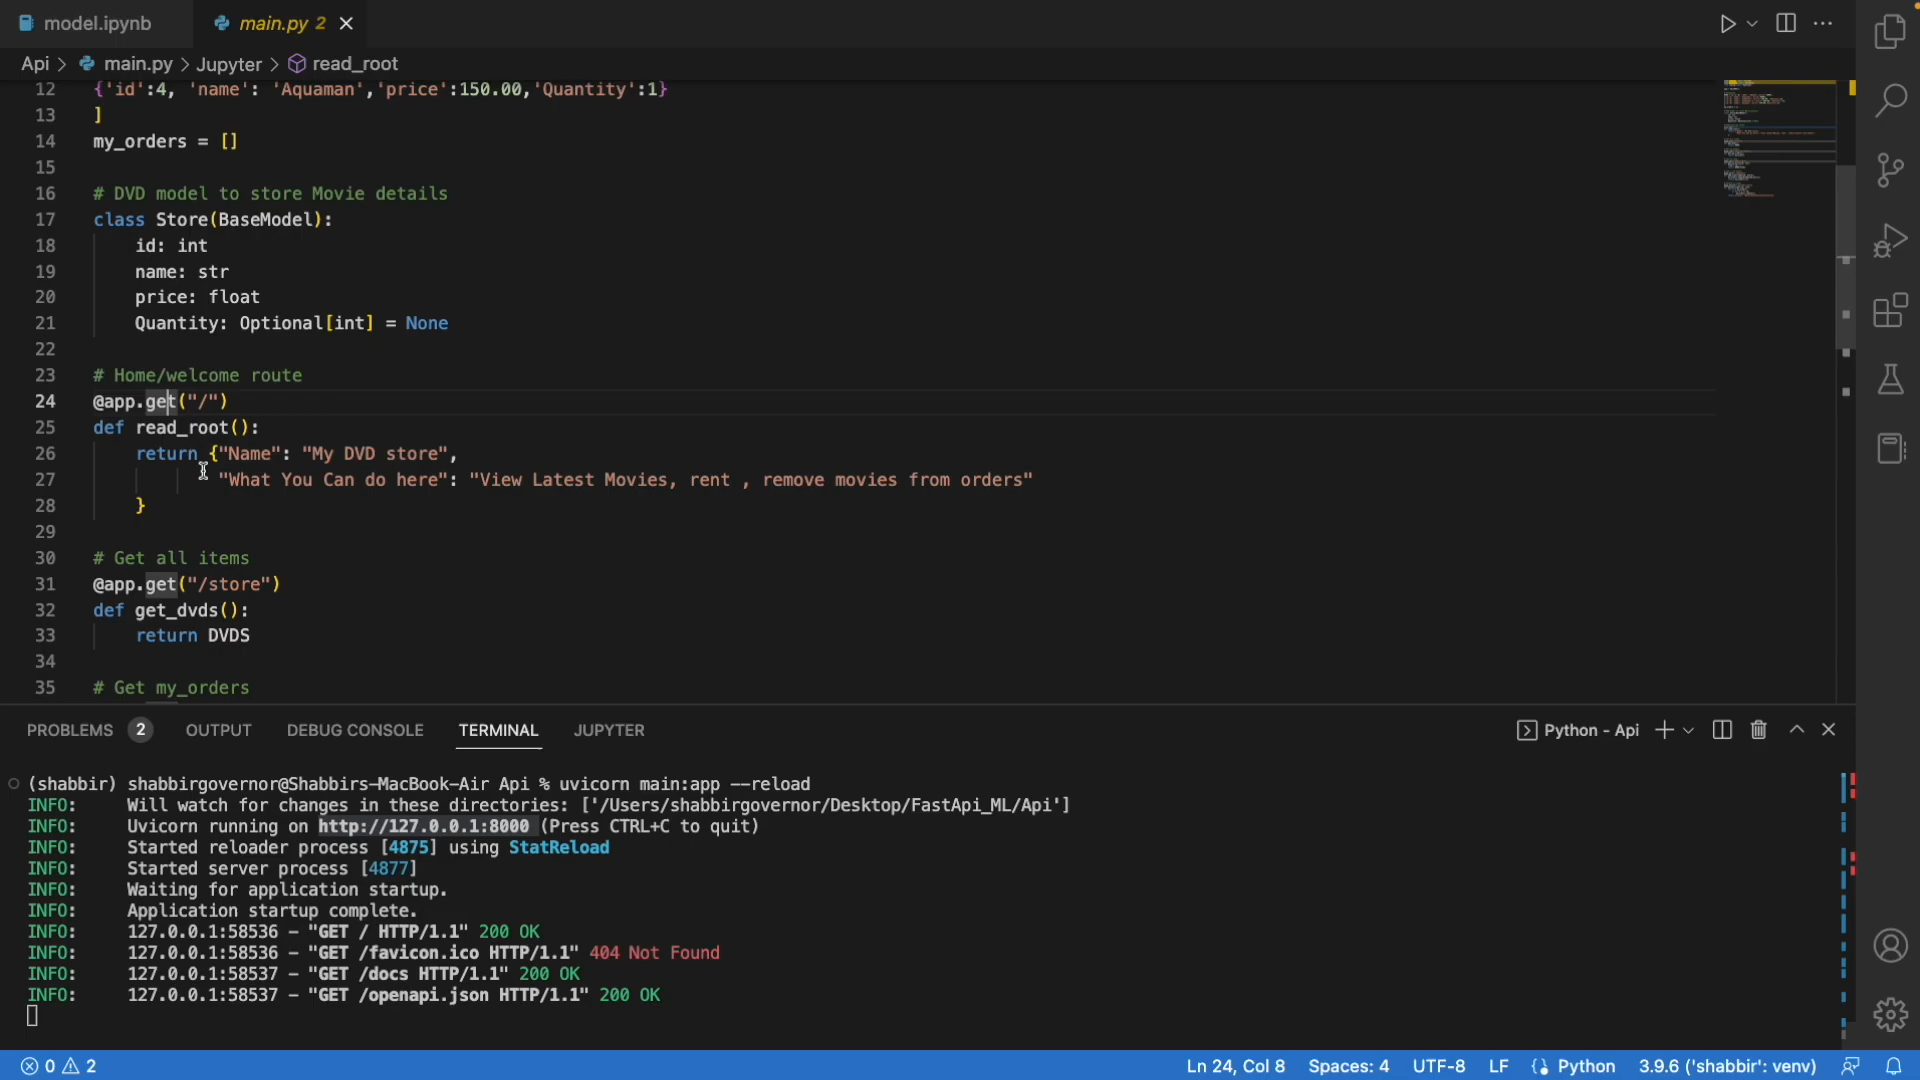 model.ipynb
main.py 2
Api > main.py > Jupyter > read_root
12 {'id':4, 'name': 'Aquaman','price':150.00,'Quantity':1}
13 ]
14 my_orders = []
15
16 # DVD model to store Movie details
17 class Store(BaseModel):
18 id: int
19 name: str
20 price: float
21 Quantity: Optional[int] = None
22
23 # Home/welcome route
24 @app.get("/")
25 def read_root():
26 return {"Name": "My DVD store",
27 "What You Can do here": "View Latest Movies, rent , remove movies from orders"
28 }
29
30 # Get all items
31 @app.get("/store")
32 def get_dvds():
33 return DVDS
34
35 # Get my_orders
PROBLEMS 2 OUTPUT DEBUG CONSOLE TERMINAL JUPYTER Python - Api
(shabbir) shabbirgovernor@Shabbirs-MacBook-Air Api % uvicorn main:app --reload
INFO: Will watch for changes in these directories: ['/Users/shabbirgovernor/Desktop/FastApi_ML/Api']
INFO: Uvicorn running on http://127.0.0.1:8000 (Press CTRL+C to quit)
INFO: Started reloader process [4875] using StatReload
INFO: Started server process [4877]
INFO: Waiting for application startup.
INFO: Application startup complete.
INFO: 127.0.0.1:58536 - "GET / HTTP/1.1" 200 OK
INFO: 127.0.0.1:58536 - "GET /favicon.ico HTTP/1.1" 404 Not Found
INFO: 127.0.0.1:58537 - "GET /docs HTTP/1.1" 200 OK
INFO: 127.0.0.1:58537 - "GET /openapi.json HTTP/1.1" 200 OK
0 2 Ln 24, Col 8 Spaces: 4 UTF-8 LF Python 3.9.6 ('shabbir': venv)